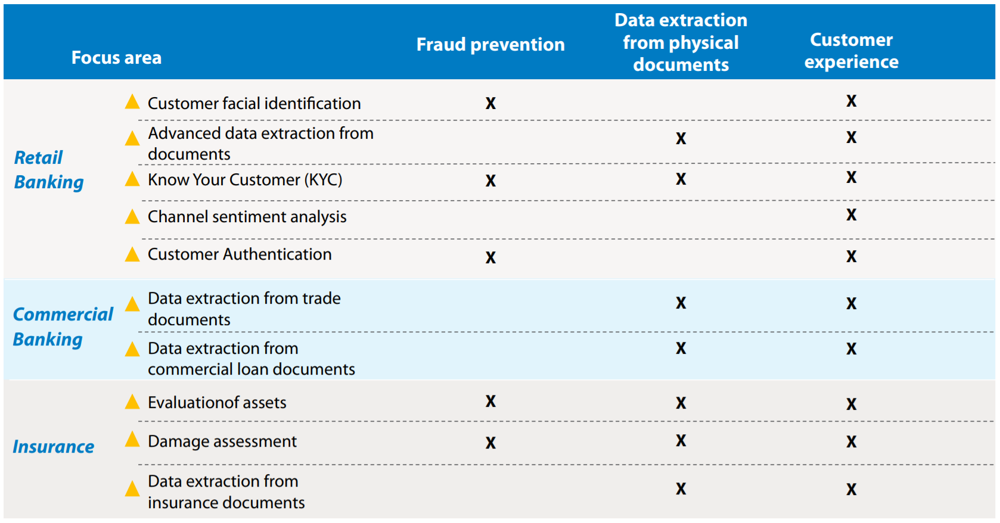 Focus area
Fraud prevention
Data extraction
from physical
documents
Customer
experience
Retail
Banking
Customer facial identification
X
X
Advanced data extraction from
documents
X
X
Know Your Customer (KYC)
X
X
X
Channel sentiment analysis
X
Customer Authentication
X
X
Commercial
Banking
Data extraction from trade
documents
X
X
Data extraction from
commercial loan documents
X
X
Insurance
Evaluationof assets
X
X
X
Damage assessment
X
X
X
Data extraction from
insurance documents
X
X